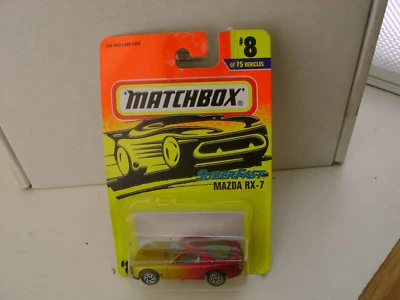 #8
OF 75 VEHICLES
MATCHBOX®
SUPERFAST
MAZDA RX-7
#